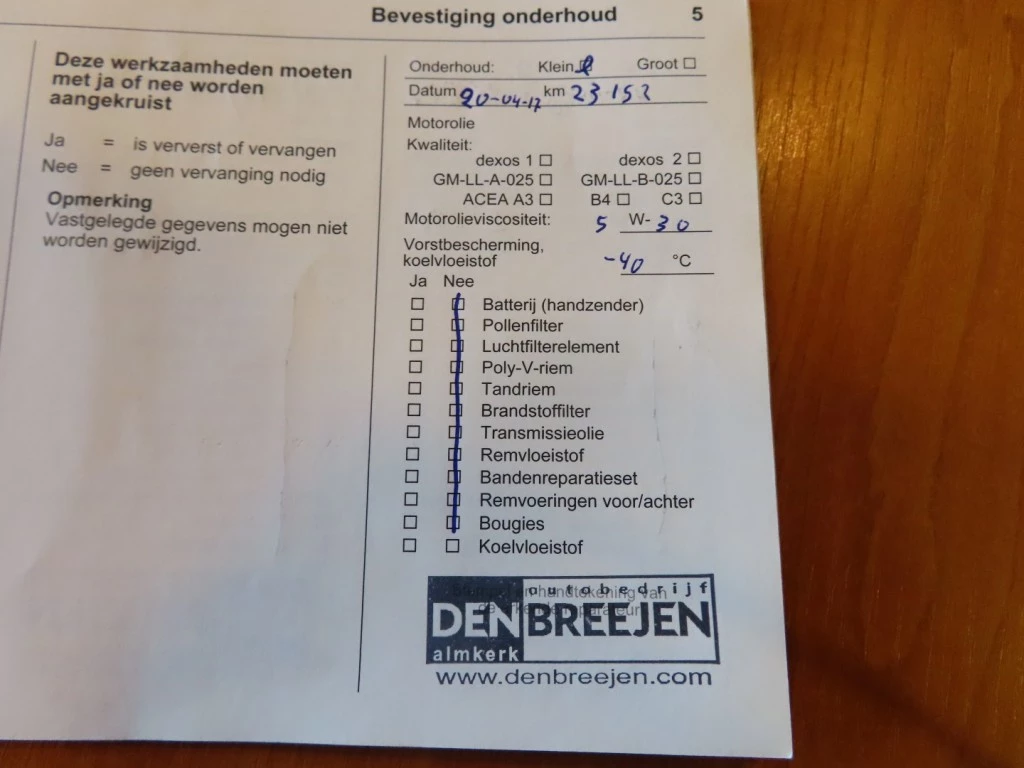 Bevestiging onderhoud 5
Deze werkzaamheden moeten
met ja of nee worden
aangekruist
Ja = is ververst of vervangen
Nee = geen vervanging nodig
Opmerking
Vastgelegde gegevens mogen niet
worden gewijzigd.
Onderhoud: Klein Groot
Datum 20-04-17 km 23152
Motorolie
Kwaliteit:
dexos 1 dexos 2
GM-LL-A-025 GM-LL-B-025
ACEA A3 B4 C3
Motorolieviscositeit: 5 W-30
Vorstbescherming,
koelvloeistof -40 °C
Ja Nee
Batterij (handzender)
Pollenfilter
Luchtfilterelement
Poly-V-riem
Tandriem
Brandstoffilter
Transmissieolie
Remvloeistof
Bandenreparatieset
Remvoeringen voor/achter
Bougies
Koelvloeistof
handtekening van
autobedrijf
DEN BREEJEN
almkerk
www.denbreejen.com